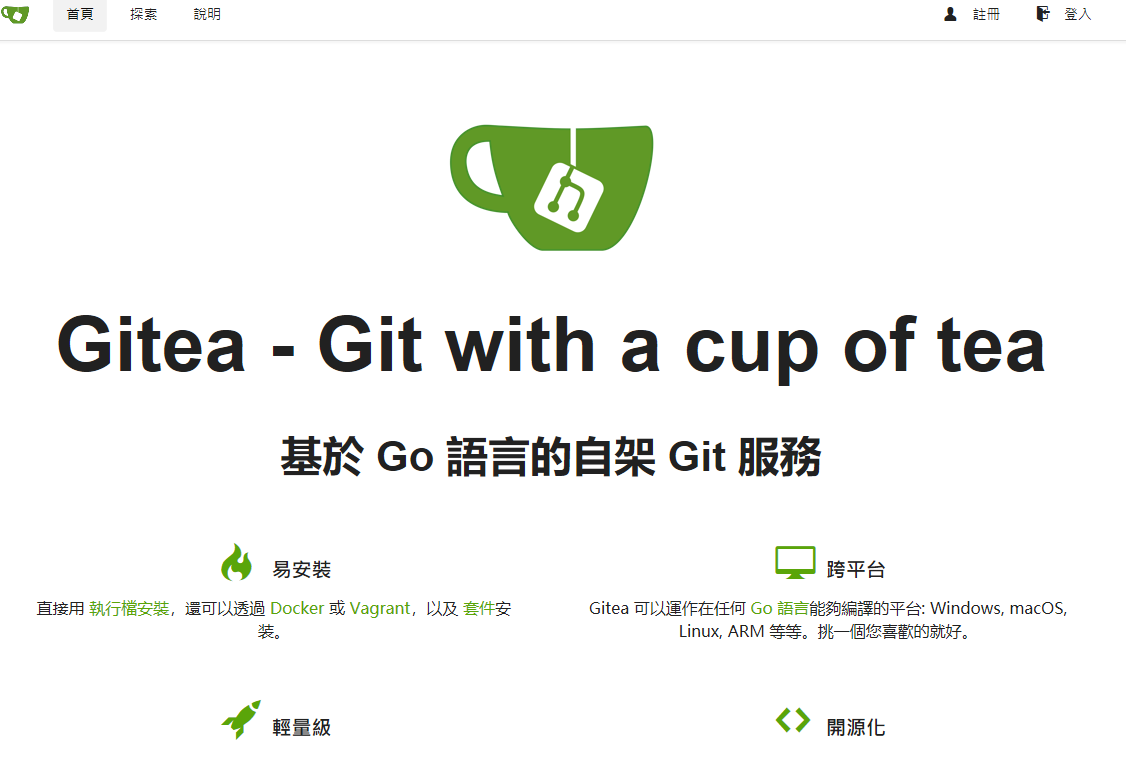 首頁 探索 說明 註冊 登入
Gitea - Git with a cup of tea
基於 Go 語言的自架 Git 服務
易安裝
直接用 執行檔安裝，還可以透過 Docker 或 Vagrant，以及 套件安
裝。
跨平台
Gitea 可以運作在任何 Go 語言能夠編譯的平台: Windows, macOS,
Linux, ARM 等等。挑一個您喜歡的就好。
輕量級
開源化